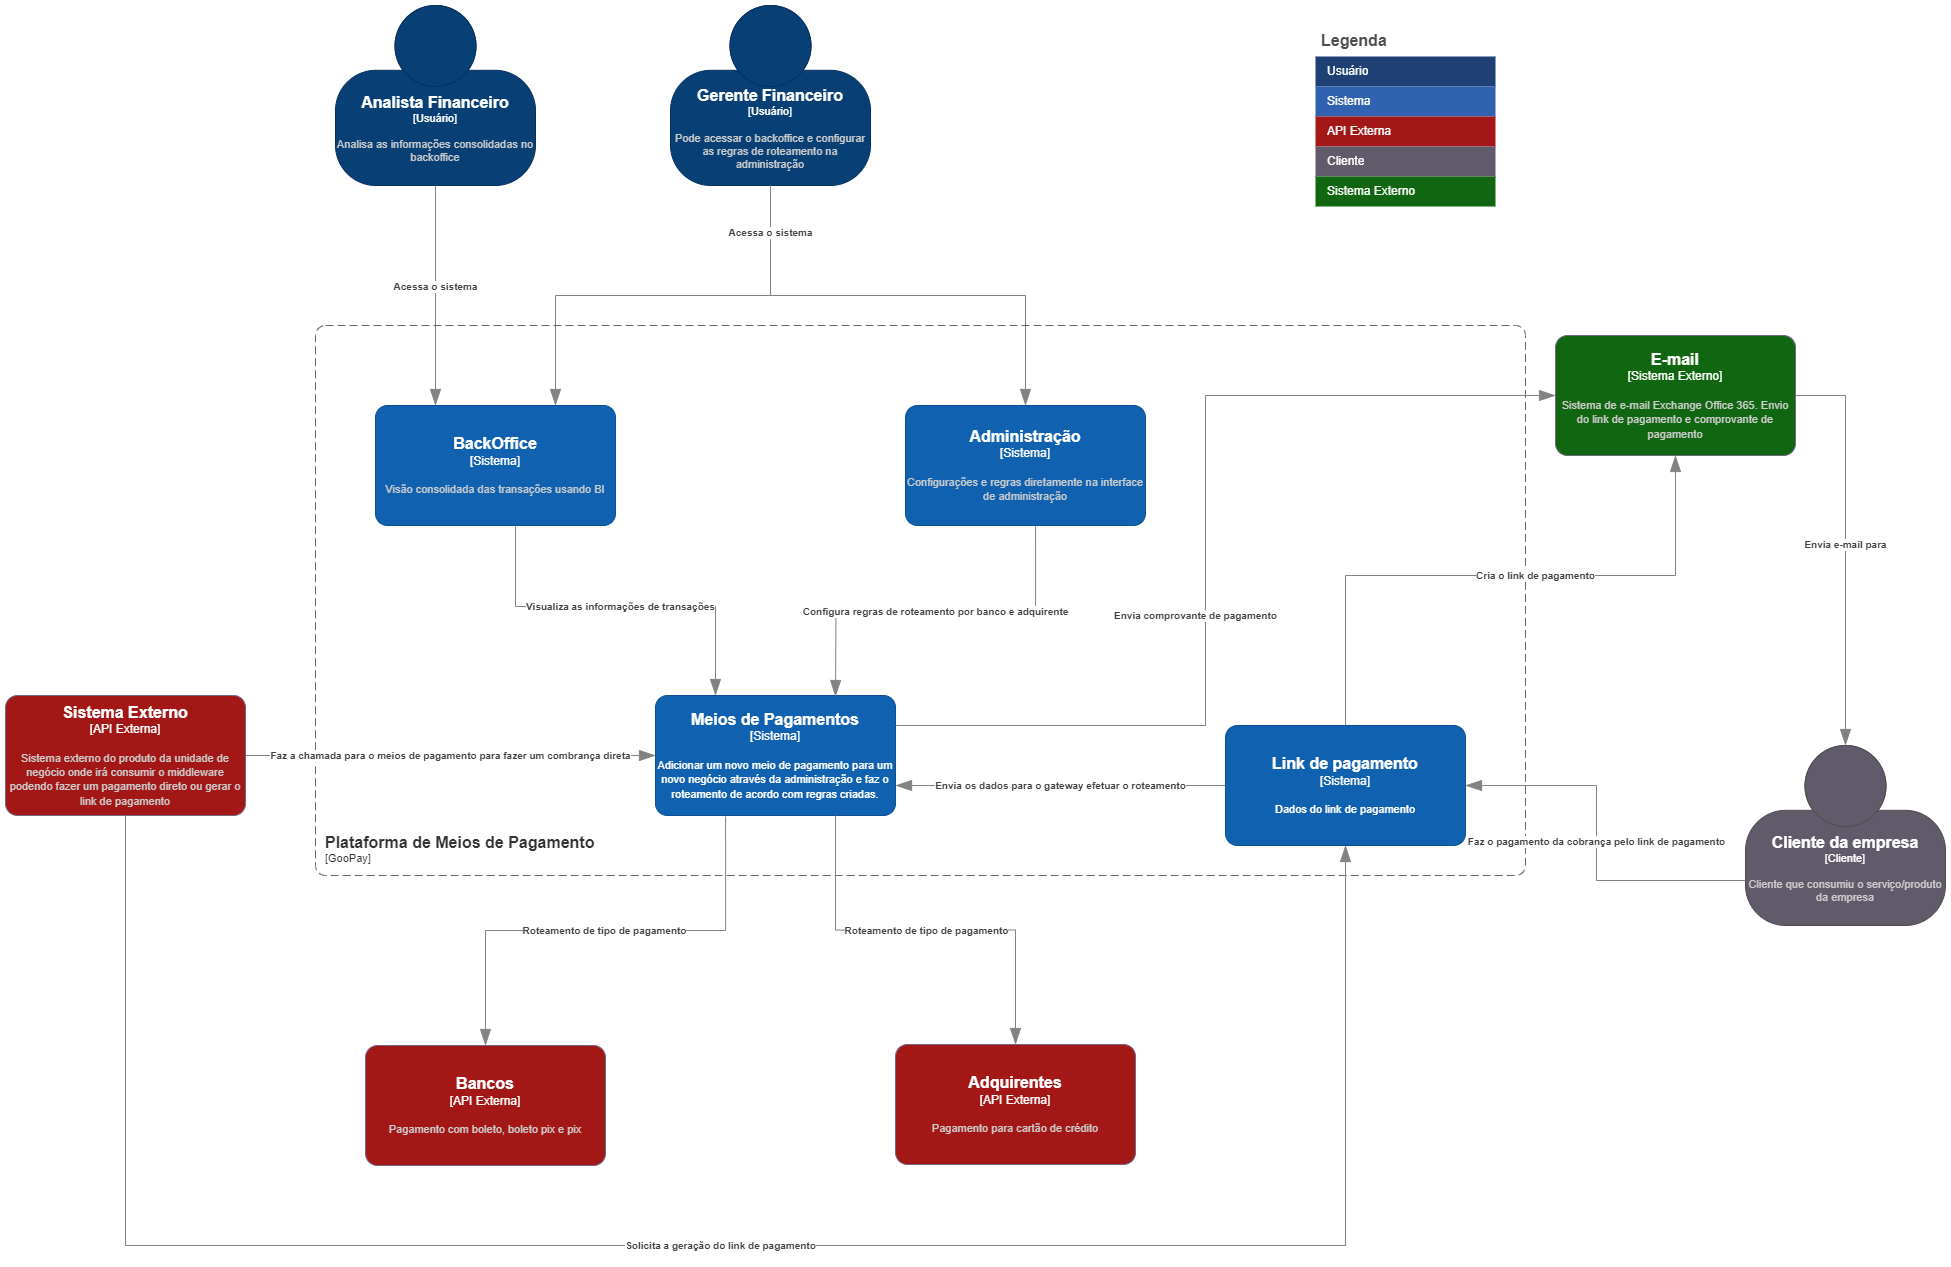 Legenda
Usuário
Sistema
API Externa
Cliente
Sistema Externo
Analista Financeiro
[Usuário]
Analisa as informações consolidadas no
backoffice
Gerente Financeiro
[Usuário]
Pode acessar o backoffice e configurar
as regras de roteamento na
administração
Acessa o sistema
Acessa o sistema
E-mail
[Sistema Externo]
Sistema de e-mail Exchange Office 365. Envio
do link de pagamento e comprovante de
pagamento
BackOffice
[Sistema]
Visão consolidada das transações usando BI
Administração
[Sistema]
Configurações e regras diretamente na interface
de administração
Envia e-mail para
Cria o link de pagamento
Visualiza as informações de transações
Configura regras de roteamento por banco e adquirente
Envia comprovante de pagamento
Sistema Externo
[API Externa]
Sistema externo do produto da unidade de
negócio onde irá consumir o middleware
podendo fazer um pagamento direto ou gerar o
link de pagamento
Faz a chamada para o meios de pagamento para fazer um combrança direta
Meios de Pagamentos
[Sistema]
Adicionar um novo meio de pagamento para um
novo negócio através da administração e faz o
roteamento de acordo com regras criadas.
Envia os dados para o gateway efetuar o roteamento
Link de pagamento
[Sistema]
Dados do link de pagamento
Faz o pagamento da cobrança pelo link de pagamento
Cliente da empresa
[Cliente]
Cliente que consumiu o serviço/produto
da empresa
Plataforma de Meios de Pagamento
[GooPay]
Roteamento de tipo de pagamento
Roteamento de tipo de pagamento
Bancos
[API Externa]
Pagamento com boleto, boleto pix e pix
Adquirentes
[API Externa]
Pagamento para cartão de crédito
Solicita a geração do link de pagamento